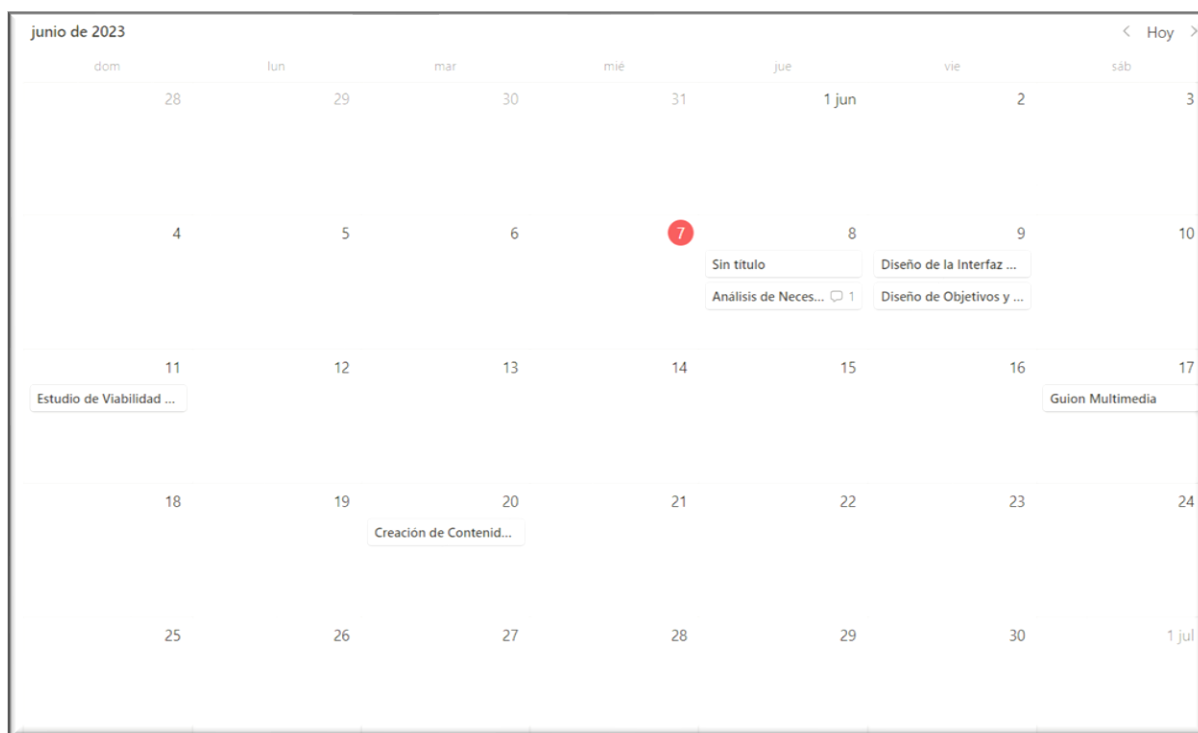 junio de 2023
Hoy
dom lun mar mié jue vie sáb
28 29 30 31 1 jun 2 3
4 5 6 7 8 9 10
Sin título Diseño de la Interfaz ...
Análisis de Neces... 1 Diseño de Objetivos y ...
11 12 13 14 15 16 17
Estudio de Viabilidad ... Guion Multimedia
18 19 20 21 22 23 24
Creación de Contenid...
25 26 27 28 29 30 1 jul